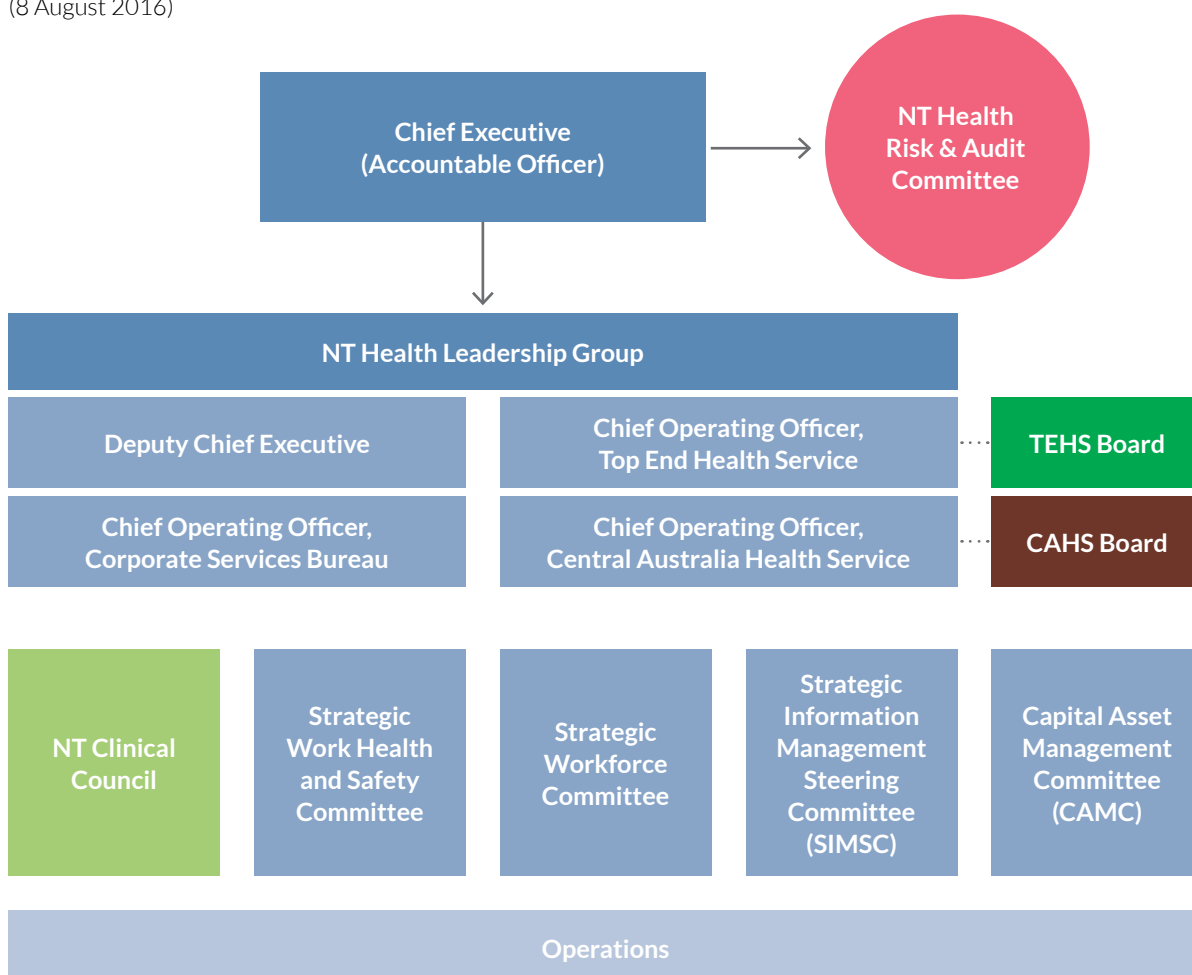 (8 August 2016)
Chief Executive
(Accountable Officer)
NT Health
Risk & Audit
Committee
NT Health Leadership Group
Deputy Chief Executive
Chief Operating Officer,
Top End Health Service
TEHS Board
Chief Operating Officer,
Corporate Services Bureau
Chief Operating Officer,
Central Australia Health Service
CAHS Board
NT Clinical
Council
Strategic
Work Health
and Safety
Committee
Strategic
Workforce
Committee
Strategic
Information
Management
Steering
Committee
(SIMSC)
Capital Asset
Management
Committee
(CAMC)
Operations